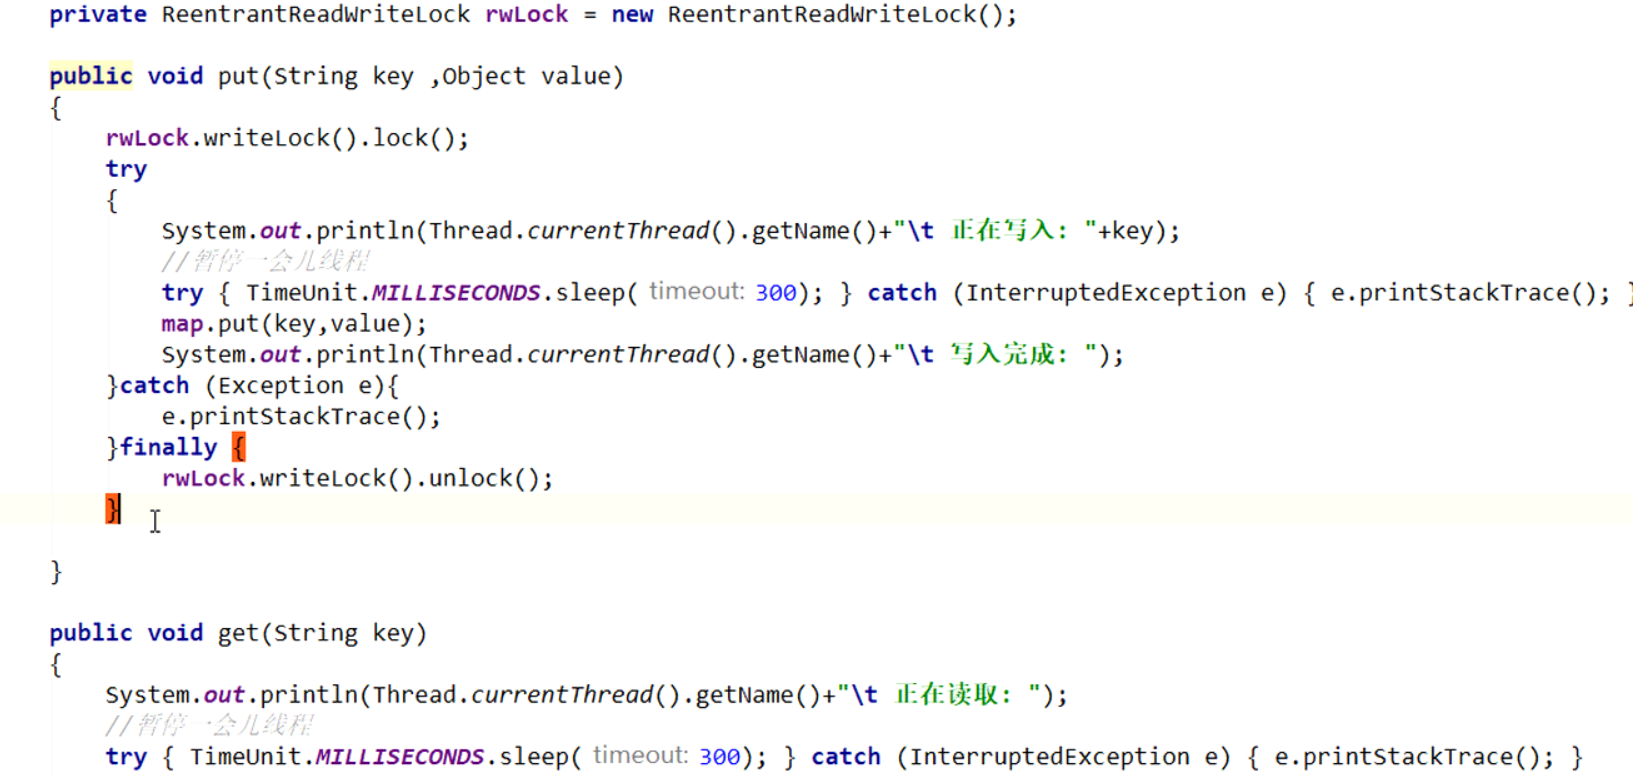 private ReentrantReadWriteLock rwLock = new ReentrantReadWriteLock();
public void put(String key ,Object value)
{
rwLock.writeLock().lock();
try
{
System.out.println(Thread.currentThread().getName()+"\t 正在写入: "+key);
//暂停一会儿线程
try { TimeUnit.MILLISECONDS.sleep( timeout: 300); } catch (InterruptedException e) { e.printStackTrace(); }
map.put(key,value);
System.out.println(Thread.currentThread().getName()+"\t 写入完成: ");
}catch (Exception e){
e.printStackTrace();
}finally {
rwLock.writeLock().unlock();
}
}
public void get(String key)
{
System.out.println(Thread.currentThread().getName()+"\t 正在读取: ");
//暂停一会儿线程
try { TimeUnit.MILLISECONDS.sleep( timeout: 300); } catch (InterruptedException e) { e.printStackTrace(); }